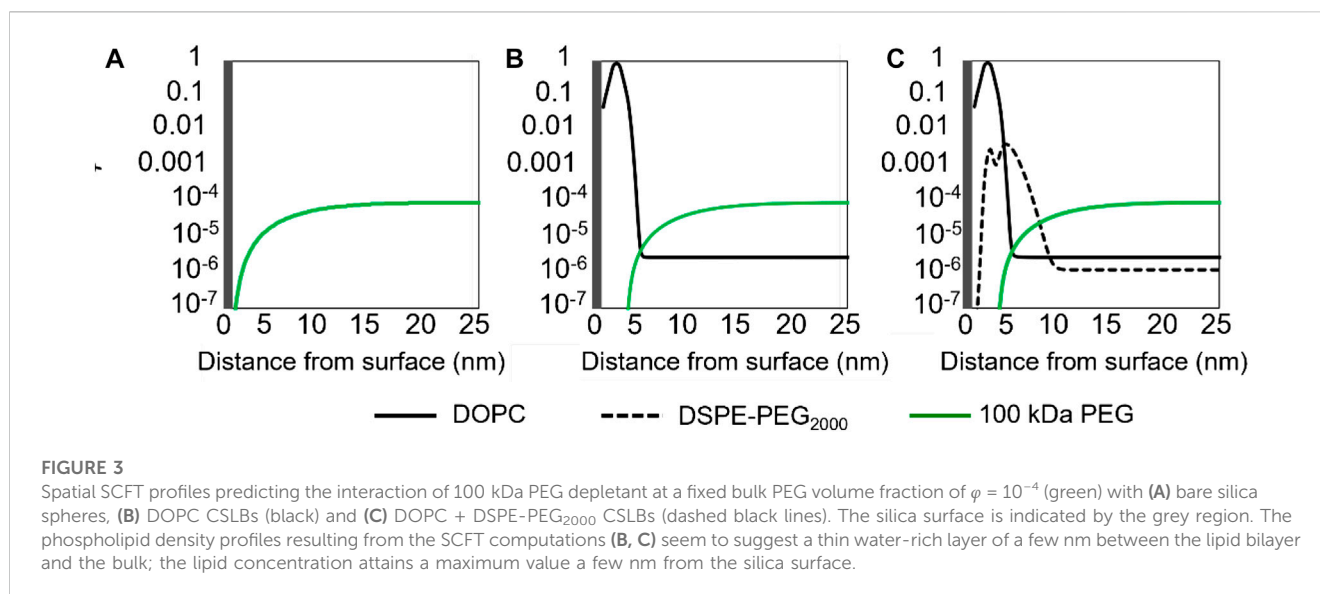 A
1
0.1
0.01
0.001
10⁻⁴
10⁻⁵
10⁻⁶
10⁻⁷
0 5 10 15 20 25
Distance from surface (nm)
B
1
0.1
0.01
0.001
10⁻⁴
10⁻⁵
10⁻⁶
10⁻⁷
0 5 10 15 20 25
Distance from surface (nm)
C
1
0.1
0.01
0.001
10⁻⁴
10⁻⁵
10⁻⁶
10⁻⁷
0 5 10 15 20 25
Distance from surface (nm)
DOPC DSPE-PEG₂₀₀₀ 100 kDa PEG
FIGURE 3
Spatial SCFT profiles predicting the interaction of 100 kDa PEG depletant at a fixed bulk PEG volume fraction of φ = 10⁻⁴ (green) with (A) bare silica
spheres, (B) DOPC CSLBs (black) and (C) DOPC + DSPE-PEG₂₀₀₀ CSLBs (dashed black lines). The silica surface is indicated by the grey region. The
phospholipid density profiles resulting from the SCFT computations (B, C) seem to suggest a thin water-rich layer of a few nm between the lipid bilayer
and the bulk; the lipid concentration attains a maximum value a few nm from the silica surface.